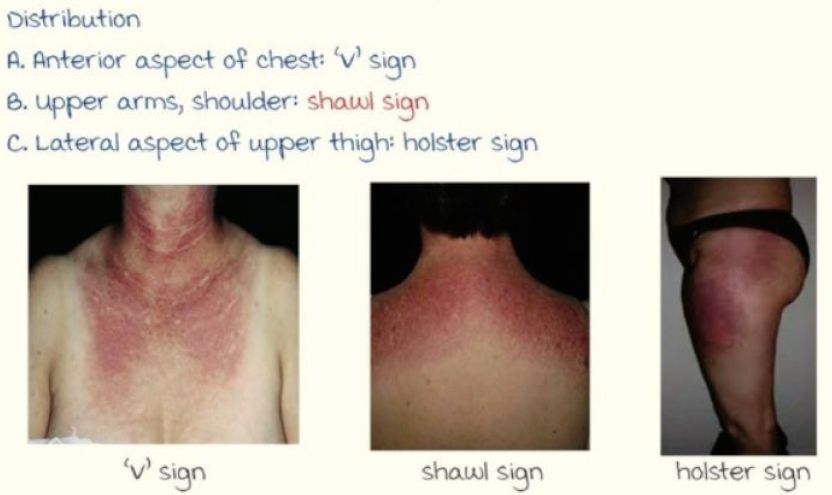 Distribution
A. Anterior aspect of chest: 'V' sign
B. Upper arms, shoulder: shawl sign
C. Lateral aspect of upper thigh: holster sign
'V' sign
shawl sign
holster sign